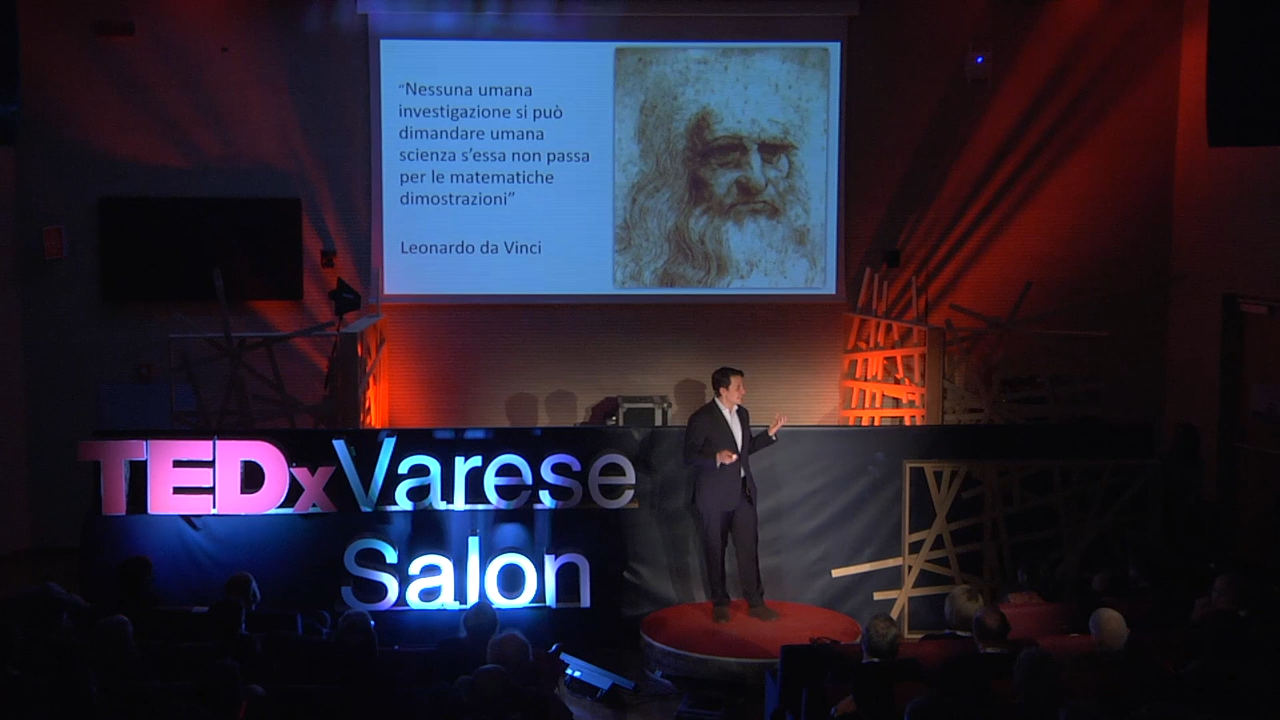 “Nessuna umana
investigazione si può
dimandare umana
scienza s’essa non passa
per le matematiche
dimostrazioni”
Leonardo da Vinci
TEDxVarese
Salon